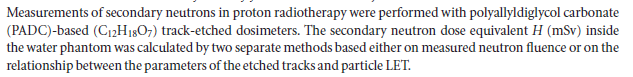 Measurements of secondary neutrons in proton radiotherapy were performed with polyallyldiglycol carbonate
(PADC)-based (C₁₂H₁₈O₇) track-etched dosimeters. The secondary neutron dose equivalent H (mSv) inside
the water phantom was calculated by two separate methods based either on measured neutron fluence or on the
relationship between the parameters of the etched tracks and particle LET.